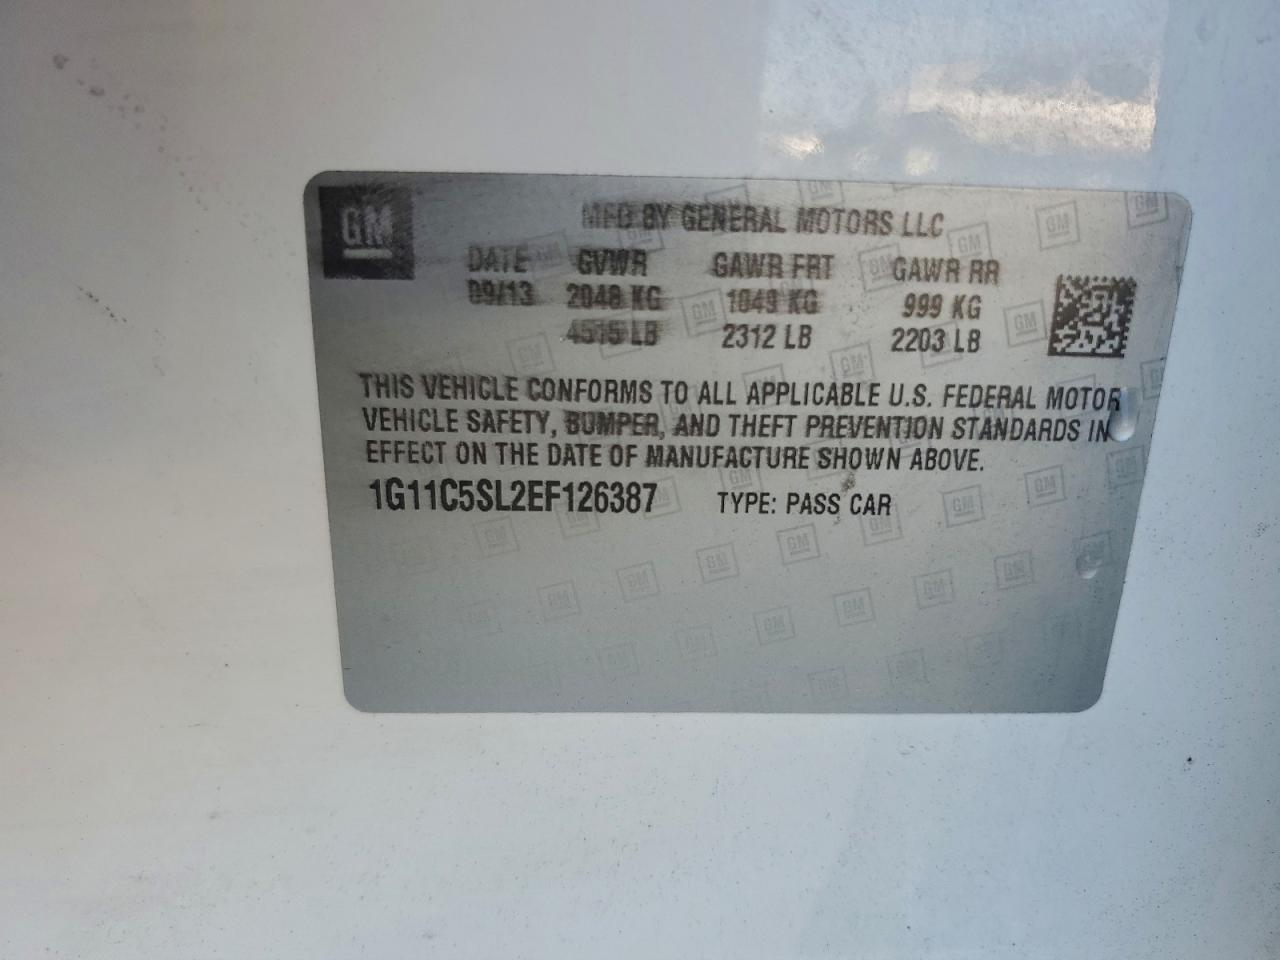 GM
MFD BY GENERAL MOTORS LLC
DATE GVWR GAWR FRT GAWR RR
09/13 2048 KG 1049 KG 999 KG
4515 LB 2312 LB 2203 LB
THIS VEHICLE CONFORMS TO ALL APPLICABLE U.S. FEDERAL MOTOR
VEHICLE SAFETY, BUMPER, AND THEFT PREVENTION STANDARDS IN
EFFECT ON THE DATE OF MANUFACTURE SHOWN ABOVE.
1G11C5SL2EF126387 TYPE: PASS CAR